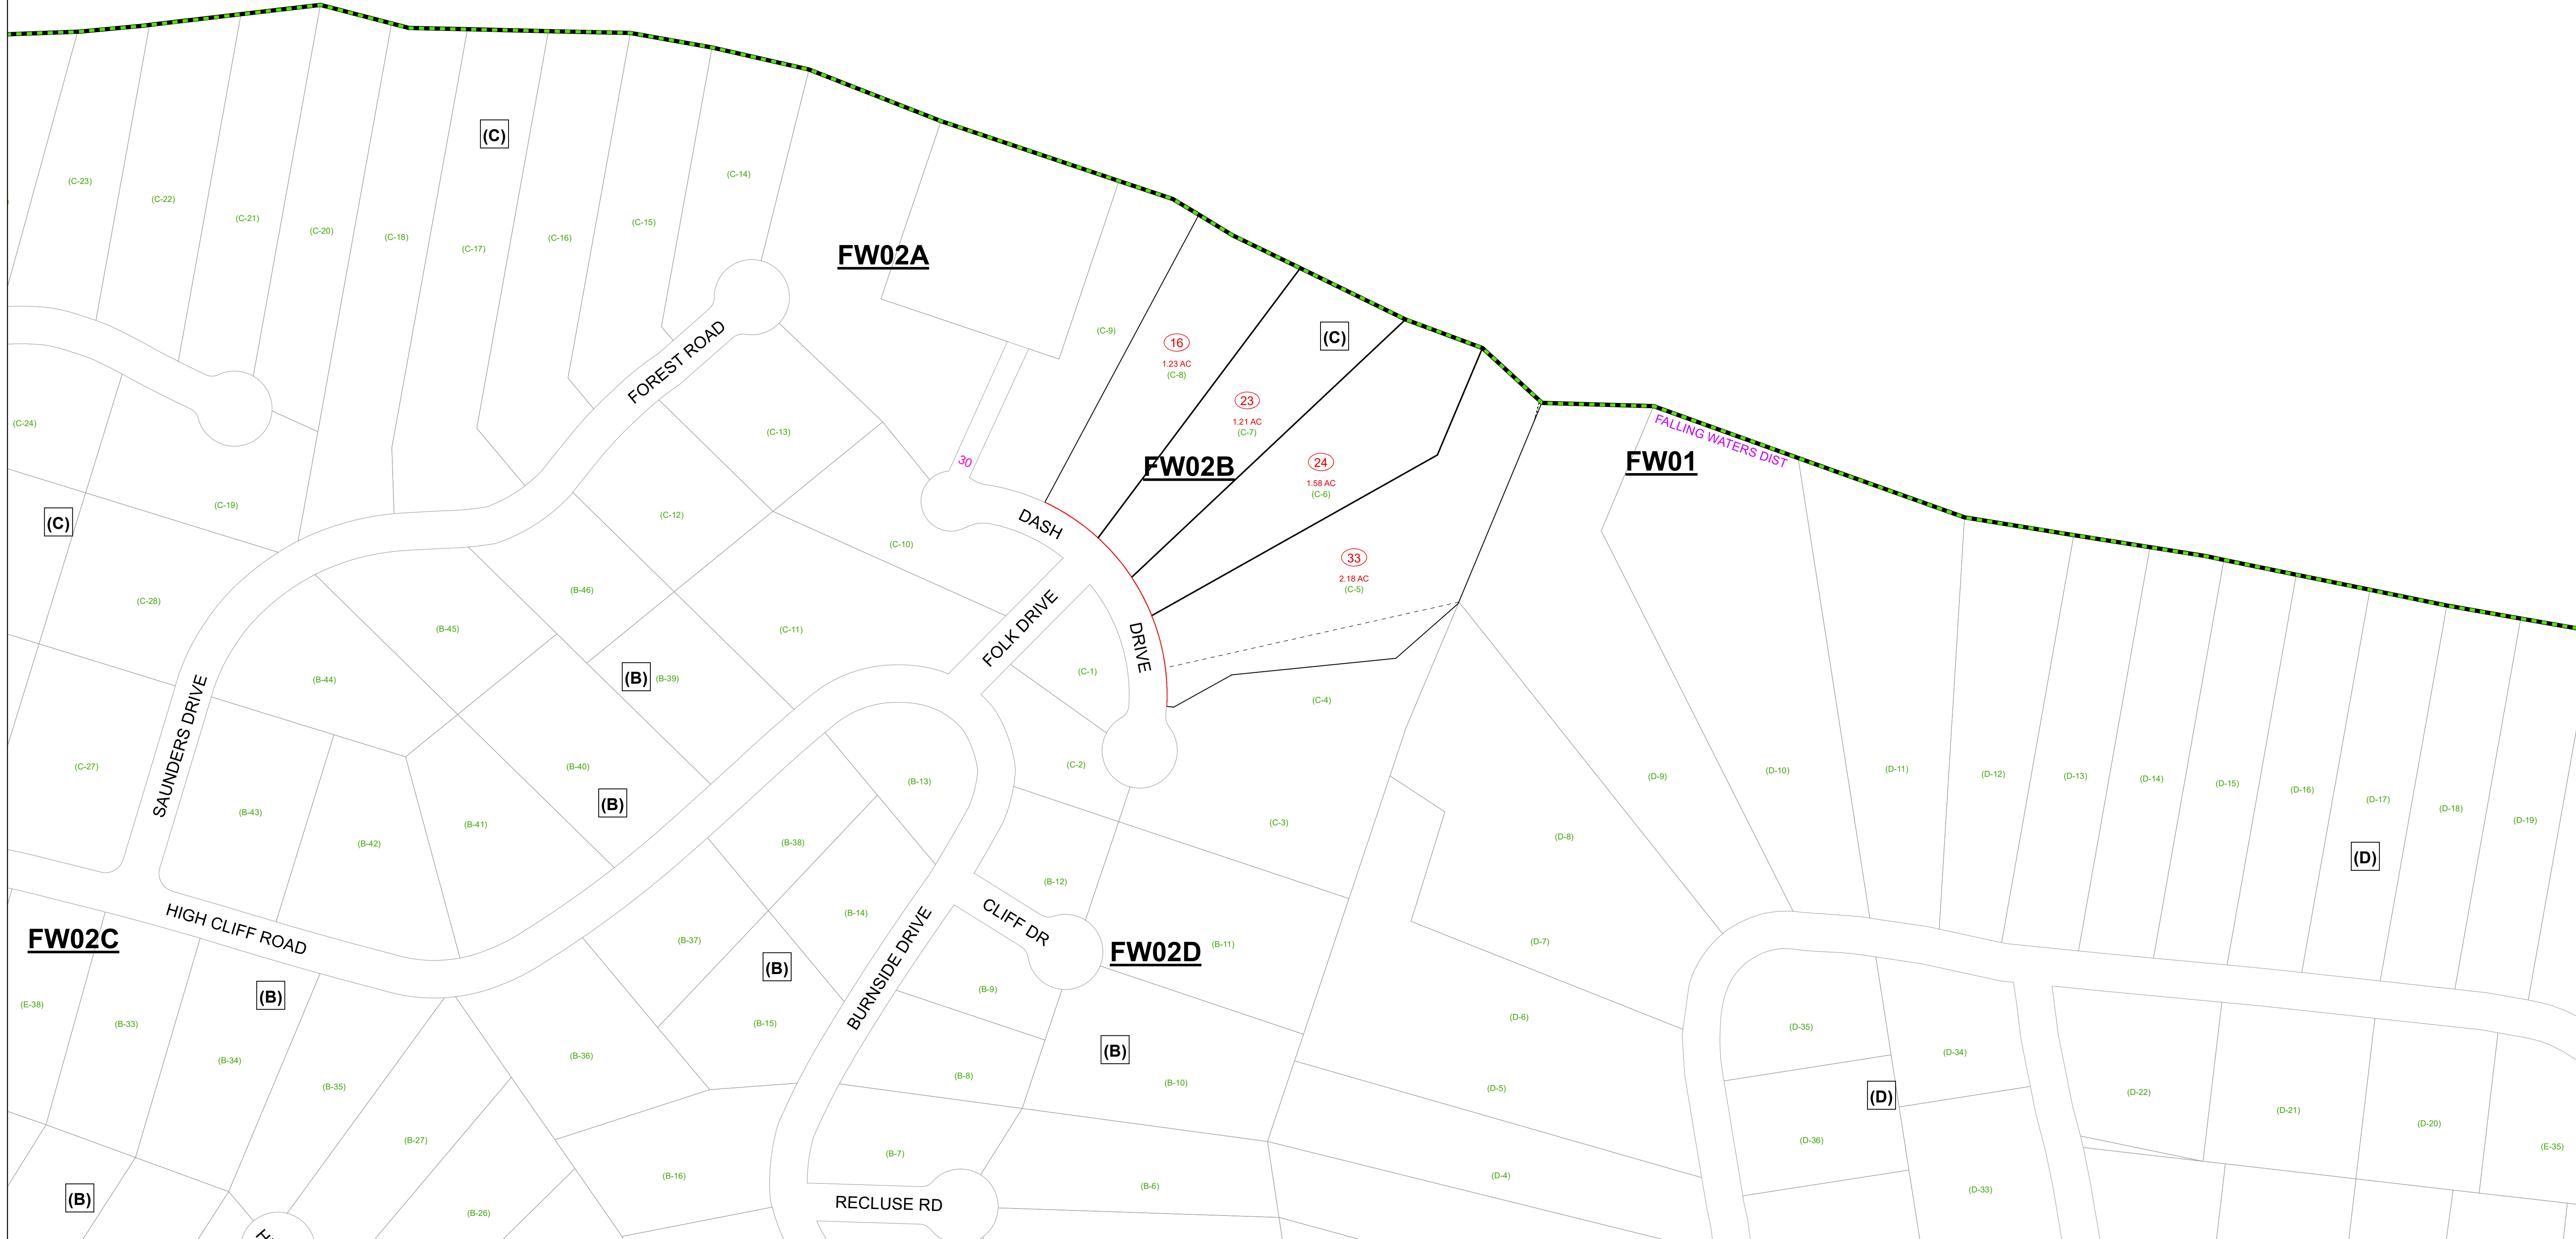 (C)
(C-14)
(C-23)
(C-22)
(C-21)
(C-15)
(C-20)
(C-18)
(C-16)
(C-17)
FW02A
(C-9)
(C)
16
1.23 AC
(C-8)
FOREST ROAD
23
1.21 AC
(C-7)
(C-24)
(C-13)
FALLING WATERS DIST
30
FW02B
24
1.58 AC
(C-6)
FW01
(C-19)
(C)
(C-12)
DASH
DRIVE
(C-10)
33
2.18 AC
(C-5)
(B-46)
(C-28)
(B-45)
(C-11)
FOLK DRIVE
(B-44)
(B)
(B-39)
(C-1)
(C-4)
SAUNDERS DRIVE
(C-27)
(B-40)
(B)
(B-13)
(C-2)
(D-9)
(D-10)
(D-11)
(D-12)
(D-13)
(D-14)
(D-15)
(D-16)
(D-17)
(D-18)
(D-19)
(B-43)
(B-41)
(B-42)
(B-38)
(C-3)
(D-8)
(D)
(B-12)
HIGH CLIFF ROAD
FW02C
(B-37)
(B-14)
CLIFF DR
FW02D
(B-11)
(D-7)
BURNSIDE DRIVE
(B)
(B)
(B-9)
(E-38)
(B-33)
(B-15)
(D-6)
(D-35)
(B-34)
(B-36)
(B)
(D-34)
(B-35)
(B-8)
(B-10)
(D-5)
(D)
(D-22)
(D-21)
(D-20)
(B-27)
(B-7)
(D-36)
(E-35)
(B)
(B-16)
(B-6)
(D-4)
(D-33)
RECLUSE RD
(B-26)